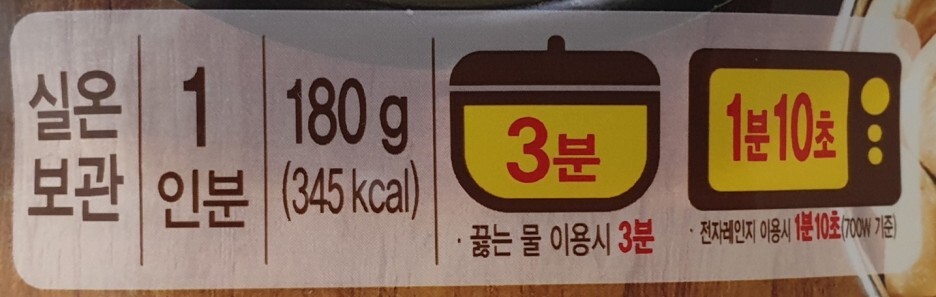 실온
보관
1
인분
180 g
(345 kcal)
3분
· 끓는 물 이용시 3분
1분10초
· 전자레인지 이용시 1분10초(700W 기준)